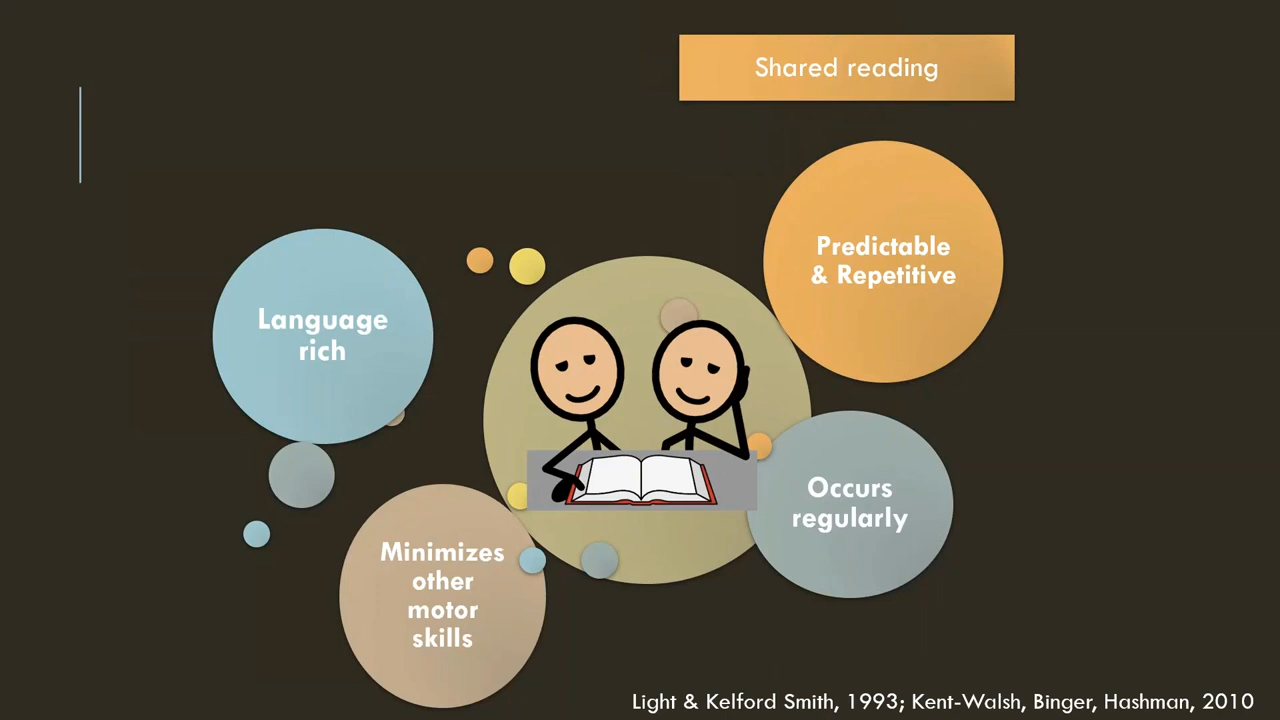 Shared reading
Predictable
& Repetitive
Language
rich
Occurs
regularly
Minimizes
other
motor
skills
Light & Kelford Smith, 1993; Kent-Walsh, Binger, Hashman, 2010